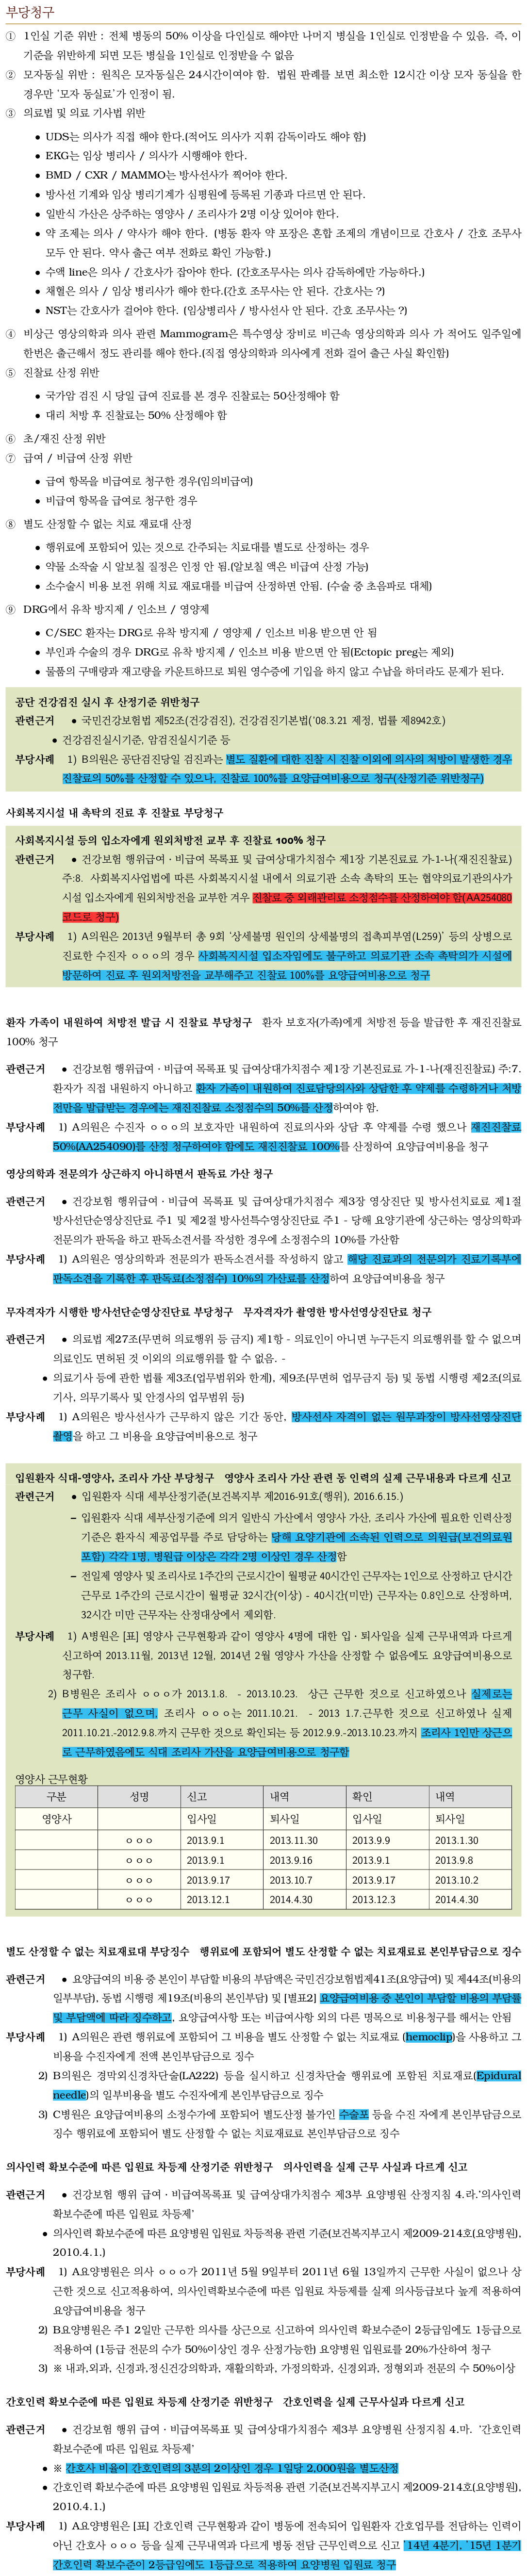 부당청구
① 1인실 기준 위반 : 전체 병동의 50% 이상을 다인실로 해야만 나머지 병실을 1인실로 인정받을 수 있음. 즉, 이
기준을 위반하게 되면 모든 병실을 1인실로 인정받을 수 없음
② 모자동실 위반 : 원칙은 모자동실은 24시간이여야 함. 법원 판례를 보면 최소한 12시간 이상 모자 동실을 한
경우만 '모자 동실료'가 인정이 됨.
③ 의료법 및 의료 기사법 위반
● UDS는 의사가 직접 해야 한다.(적어도 의사가 지휘 감독이라도 해야 함)
● EKG는 임상 병리사 / 의사가 시행해야 한다.
● BMD / CXR / MAMMO는 방사선사가 찍어야 한다.
● 방사선 기계와 임상 병리기계가 심평원에 등록된 기종과 다르면 안 된다.
● 일반식 가산은 상주하는 영양사 / 조리사가 2명 이상 있어야 한다.
● 약 조제는 의사 / 약사가 해야 한다. (병동 환자 약 포장은 혼합 조제의 개념이므로 간호사 / 간호 조무사
모두 안 된다. 약사 출근 여부 전화로 확인 가능함.)
● 수액 line은 의사 / 간호사가 잡아야 한다. (간호조무사는 의사 감독하에만 가능하다.)
● 채혈은 의사 / 임상 병리사가 해야 한다.(간호 조무사는 안 된다. 간호사는 ?)
● NST는 간호사가 걸어야 한다. (임상병리사 / 방사선사 안 된다. 간호 조무사는 ?)
④ 비상근 영상의학과 의사 관련 Mammogram은 특수영상 장비로 비근속 영상의학과 의사 가 적어도 일주일에
한번은 출근해서 정도 관리를 해야 한다.(직접 영상의학과 의사에게 전화 걸어 출근 사실 확인함)
⑤ 진찰료 산정 위반
● 국가암 검진 시 당일 급여 진료를 본 경우 진찰료는 50산정해야 함
● 대리 처방 후 진찰료는 50% 산정해야 함
⑥ 초/재진 산정 위반
⑦ 급여 / 비급여 산정 위반
● 급여 항목을 비급여로 청구한 경우(임의비급여)
● 비급여 항목을 급여로 청구한 경우
⑧ 별도 산정할 수 없는 치료 재료대 산정
● 행위료에 포함되어 있는 것으로 간주되는 치료대를 별도로 산정하는 경우
● 약물 소작술 시 알보칠 질정은 인정 안 됨.(알보칠 액은 비급여 산정 가능)
● 소수술시 비용 보전 위해 치료 재료대를 비급여 산정하면 안됨. (수술 중 초음파로 대체)
⑨ DRG에서 유착 방지제 / 인소브 / 영양제
● C/SEC 환자는 DRG로 유착 방지제 / 영양제 / 인소브 비용 받으면 안 됨
● 부인과 수술의 경우 DRG로 유착 방지제 / 인소브 비용 받으면 안 됨(Ectopic preg는 제외)
● 물품의 구매량과 재고량을 카운트하므로 퇴원 영수증에 기입을 하지 않고 수납을 하더라도 문제가 된다.
공단 건강검진 실시 후 산정기준 위반청구
관련근거 ● 국민건강보험법 제52조(건강검진), 건강검진기본법('08.3.21 제정, 법률 제8942호)
● 건강검진실시기준, 암검진실시기준 등
부당사례 1) B의원은 공단검진당일 검진과는 별도 질환에 대한 진찰 시 진찰 이외에 의사의 처방이 발생한 경우
진찰료의 50%를 산정할 수 있으나, 진찰료 100%를 요양급여비용으로 청구(산정기준 위반청구)
사회복지시설 내 촉탁의 진료 후 진찰료 부당청구
사회복지시설 등의 입소자에게 원외처방전 교부 후 진찰료 100% 청구
관련근거 ● 건강보험 행위급여·비급여 목록표 및 급여상대가치점수 제1장 기본진료료 가-1-나(재진진찰료)
주:8. 사회복지사업법에 따른 사회복지시설 내에서 의료기관 소속 촉탁의 또는 협약의료기관의사가
시설 입소자에게 원외처방전을 교부한 겨우 진찰료 중 외래관리료 소정점수를 산정하여야 함(AA254080
코드로 청구)
부당사례 1) A의원은 2013년 9월부터 총 9회 '상세불명 원인의 상세불명의 접촉피부염(L259)' 등의 상병으로
진료한 수진자 ㅇㅇㅇ의 경우 사회복지시설 입소자임에도 불구하고 의료기관 소속 촉탁의가 시설에
방문하여 진료 후 원외처방전을 교부해주고 진찰료 100%를 요양급여비용으로 청구
환자 가족이 내원하여 처방전 발급 시 진찰료 부당청구 환자 보호자(가족)에게 처방전 등을 발급한 후 재진진찰료
100% 청구
관련근거 ● 건강보험 행위급여·비급여 목록표 및 급여상대가치점수 제1장 기본진료료 가-1-나(재진진찰료) 주:7.
환자가 직접 내원하지 아니하고 환자 가족이 내원하여 진료담당의사와 상담한 후 약제를 수령하거나 처방
전만을 발급받는 경우에는 재진진찰료 소정점수의 50%를 산정하여야 함.
부당사례 1) A의원은 수진자 ㅇㅇㅇ의 보호자만 내원하여 진료의사와 상담 후 약제를 수령 했으나 재진진찰료
50%(AA254090)를 산정 청구하여야 함에도 재진진찰료 100%를 산정하여 요양급여비용을 청구
영상의학과 전문의가 상근하지 아니하면서 판독료 가산 청구
관련근거 ● 건강보험 행위급여·비급여 목록표 및 급여상대가치점수 제3장 영상진단 및 방사선치료료 제1절
방사선단순영상진단료 주1 및 제2절 방사선특수영상진단료 주1 - 당해 요양기관에 상근하는 영상의학과
전문의가 판독을 하고 판독소견서를 작성한 경우에 소정점수의 10%를 가산함
부당사례 1) A의원은 영상의학과 전문의가 판독소견서를 작성하지 않고 해당 진료과의 전문의가 진료기록부에
판독소견을 기록한 후 판독료(소정점수) 10%의 가산료를 산정하여 요양급여비용을 청구
무자격자가 시행한 방사선단순영상진단료 부당청구 무자격자가 촬영한 방사선영상진단료 청구
관련근거 ● 의료법 제27조(무면허 의료행위 등 금지) 제1항 - 의료인이 아니면 누구든지 의료행위를 할 수 없으며
의료인도 면허된 것 이외의 의료행위를 할 수 없음. -
● 의료기사 등에 관한 법률 제3조(업무범위와 한계), 제9조(무면허 업무금지 등) 및 동법 시행령 제2조(의료
기사, 의무기록사 및 안경사의 업무범위 등)
부당사례 1) A의원은 방사선사가 근무하지 않은 기간 동안, 방사선사 자격이 없는 원무과장이 방사선영상진단
촬영을 하고 그 비용을 요양급여비용으로 청구
입원환자 식대-영양사, 조리사 가산 부당청구 영양사 조리사 가산 관련 동 인력의 실제 근무내용과 다르게 신고
관련근거 ● 입원환자 식대 세부산정기준(보건복지부 제2016-91호(행위), 2016.6.15.)
– 입원환자 식대 세부산정기준에 의거 일반식 가산에서 영양사 가산, 조리사 가산에 필요한 인력산정
기준은 환자식 제공업무를 주로 담당하는 당해 요양기관에 소속된 인력으로 의원급(보건의료원
포함) 각각 1명, 병원급 이상은 각각 2명 이상인 경우 산정함
– 전일제 영양사 및 조리사로 1주간의 근로시간이 월평균 40시간인 근무자는 1인으로 산정하고 단시간
근무로 1주간의 근로시간이 월평균 32시간(이상) - 40시간(미만) 근무자는 0.8인으로 산정하며,
32시간 미만 근무자는 산정대상에서 제외함.
부당사례 1) A병원은 [표] 영양사 근무현황과 같이 영양사 4명에 대한 입·퇴사일을 실제 근무내역과 다르게
신고하여 2013.11월, 2013년 12월, 2014년 2월 영양사 가산을 산정할 수 없음에도 요양급여비용으로
청구함.
2) B병원은 조리사 ㅇㅇㅇ가 2013.1.8. - 2013.10.23. 상근 근무한 것으로 신고하였으나 실제로는
근무 사실이 없으며, 조리사 ㅇㅇㅇ는 2011.10.21. - 2013 1.7.근무한 것으로 신고하였나 실제
2011.10.21.-2012.9.8.까지 근무한 것으로 확인되는 등 2012.9.9.-2013.10.23.까지 조리사 1인만 상근으
로 근무하였음에도 식대 조리사 가산을 요양급여비용으로 청구함
영양사 근무현황
구분 성명 신고 내역 확인 내역
영양사 입사일 퇴사일 입사일 퇴사일
ㅇㅇㅇ 2013.9.1 2013.11.30 2013.9.9 2013.1.30
ㅇㅇㅇ 2013.9.1 2013.9.16 2013.9.1 2013.9.8
ㅇㅇㅇ 2013.9.17 2013.10.7 2013.9.17 2013.10.2
ㅇㅇㅇ 2013.12.1 2014.4.30 2013.12.3 2014.4.30
별도 산정할 수 없는 치료재료대 부당징수 행위료에 포함되어 별도 산정할 수 없는 치료재료료 본인부담금으로 징수
관련근거 ● 요양급여의 비용 중 본인이 부담할 비용의 부담액은 국민건강보험법제41조(요양급여) 및 제44조(비용의
일부부담), 동법 시행령 제19조(비용의 본인부담) 및 [별표2] 요양급여비용 중 본인이 부담할 비용의 부담률
및 부담액에 따라 징수하고, 요양급여사항 또는 비급여사항 외의 다른 명목으로 비용청구를 해서는 안됨
부당사례 1) A의원은 관련 행위료에 포함되어 그 비용을 별도 산정할 수 없는 치료재료 (hemoclip)을 사용하고 그
비용을 수진자에게 전액 본인부담금으로 징수
2) B의원은 경막외신경차단술(LA222) 등을 실시하고 신경차단술 행위료에 포함된 치료재료(Epidural
needle)의 일부비용을 별도 수진자에게 본인부담금으로 징수
3) C병원은 요양급여비용의 소정수가에 포함되어 별도산정 불가인 수술포 등을 수진 자에게 본인부담금으로
징수 행위료에 포함되어 별도 산정할 수 없는 치료재료료 본인부담금으로 징수
의사인력 확보수준에 따른 입원료 차등제 산정기준 위반청구 의사인력을 실제 근무 사실과 다르게 신고
관련근거 ● 건강보험 행위 급여·비급여목록표 및 급여상대가치점수 제3부 요양병원 산정지침 4.라."의사인력
확보수준에 따른 입원료 차등제"
● 의사인력 확보수준에 따른 요양병원 입원료 차등적용 관련 기준(보건복지부고시 제2009-214호(요양병원),
2010.4.1.)
부당사례 1) A요양병원은 의사 ㅇㅇㅇ가 2011년 5월 9일부터 2011년 6월 13일까지 근무한 사실이 없으나 상
근한 것으로 신고적용하여, 의사인력확보수준에 따른 입원료 차등제를 실제 의사등급보다 높게 적용하여
요양급여비용을 청구
2) B요양병원은 주1 2일만 근무한 의사를 상근으로 신고하여 의사인력 확보수준이 2등급임에도 1등급으로
적용하여 (1등급 전문의 수가 50%이상인 경우 산정가능한) 요양병원 입원료를 20%가산하여 청구
3) ※ 내과,외과, 신경과,정신건강의학과, 재활의학과, 가정의학과, 신경외과, 정형외과 전문의 수 50%이상
간호인력 확보수준에 따른 입원료 차등제 산정기준 위반청구 간호인력을 실제 근무사실과 다르게 신고
관련근거 ● 건강보험 행위 급여·비급여목록표 및 급여상대가치점수 제3부 요양병원 산정지침 4.마. "간호인력
확보수준에 따른 입원료 차등제"
● ※ 간호사 비율이 간호인력의 3분의 2이상인 경우 1일당 2,000원을 별도산정
● 간호인력 확보수준에 따른 요양병원 입원료 차등적용 관련 기준(보건복지부고시 제2009-214호(요양병원),
2010.4.1.)
부당사례 1) A요양병원은 [표] 간호인력 근무현황과 같이 병동에 전속되어 입원환자 간호업무를 전담하는 인력이
아닌 간호사 ㅇㅇㅇ 등을 실제 근무내역과 다르게 병동 전담 근무인력으로 신고 '14년 4분기, '15년 1분기
간호인력 확보수준이 2등급임에도 1등급으로 적용하여 요양병원 입원료 청구